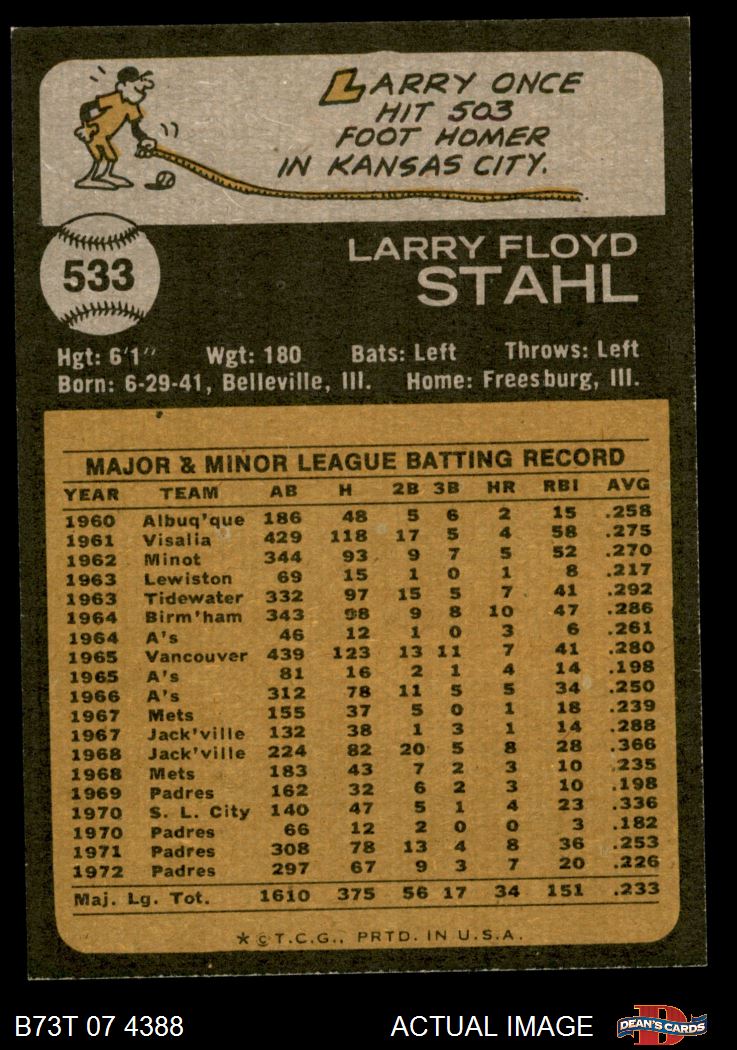 LARRY ONCE
HIT 503
FOOT HOMER
IN KANSAS CITY.
533
LARRY FLOYD
STAHL
Hgt: 6'1" Wgt: 180 Bats: Left Throws: Left
Born: 6-29-41, Belleville, Ill. Home: Freesburg, Ill.
MAJOR & MINOR LEAGUE BATTING RECORD
YEAR TEAM AB H 2B 3B HR RBI AVG
1960 Albuq'que 186 48 5 6 2 15 .258
1961 Visalia 429 118 17 5 4 58 .275
1962 Minot 344 93 9 7 5 52 .270
1963 Lewiston 69 15 1 0 1 8 .217
1963 Tidewater 332 97 15 5 7 41 .292
1964 Birm'ham 343 98 9 8 10 47 .286
1964 A's 46 12 1 0 3 6 .261
1965 Vancouver 439 123 13 11 7 41 .280
1965 A's 81 16 2 1 4 14 .198
1966 A's 312 78 11 5 5 34 .250
1967 Mets 155 37 5 0 1 18 .239
1967 Jack'ville 132 38 1 3 1 14 .288
1968 Jack'ville 224 82 20 5 8 28 .366
1968 Mets 183 43 7 2 3 10 .235
1969 Padres 162 32 6 2 3 10 .198
1970 S. L. City 140 47 5 1 4 23 .336
1970 Padres 66 12 2 0 0 3 .182
1971 Padres 308 78 13 4 8 36 .253
1972 Padres 297 67 9 3 7 20 .226
Maj. Lg. Tot. 1610 375 56 17 34 151 .233
★ © T.C.G., PRTD. IN U.S.A.
B73T 07 4388 ACTUAL IMAGE
D
DEAN'S CARDS